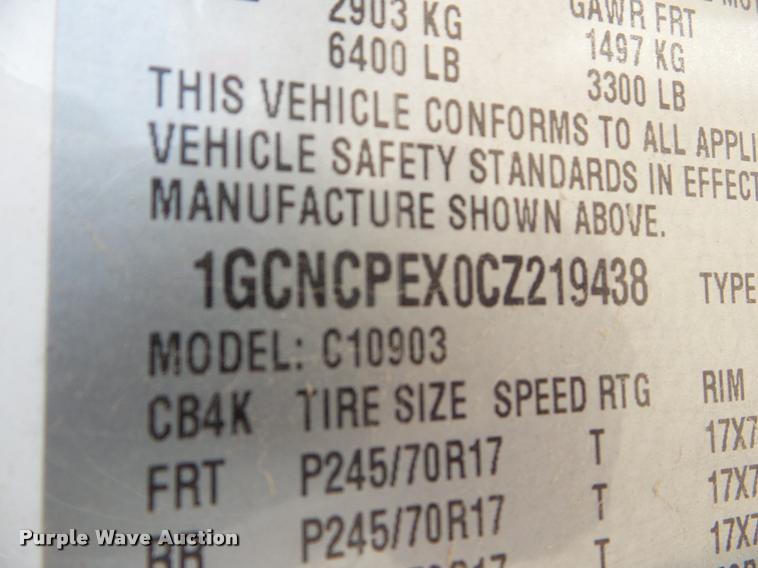 2903 KG GAWR FRT
6400 LB 1497 KG
3300 LB
THIS VEHICLE CONFORMS TO ALL
VEHICLE SAFETY STANDARDS IN EFFECT
MANUFACTURE SHOWN ABOVE.
1GCNCPEX0CZ219438 TYPE
MODEL: C10903
CB4K TIRE SIZE SPEED RTG RIM
FRT P245/70R17 T 17X7
RR P245/70R17 T 17X7
T 17X7
Purple Wave Auction